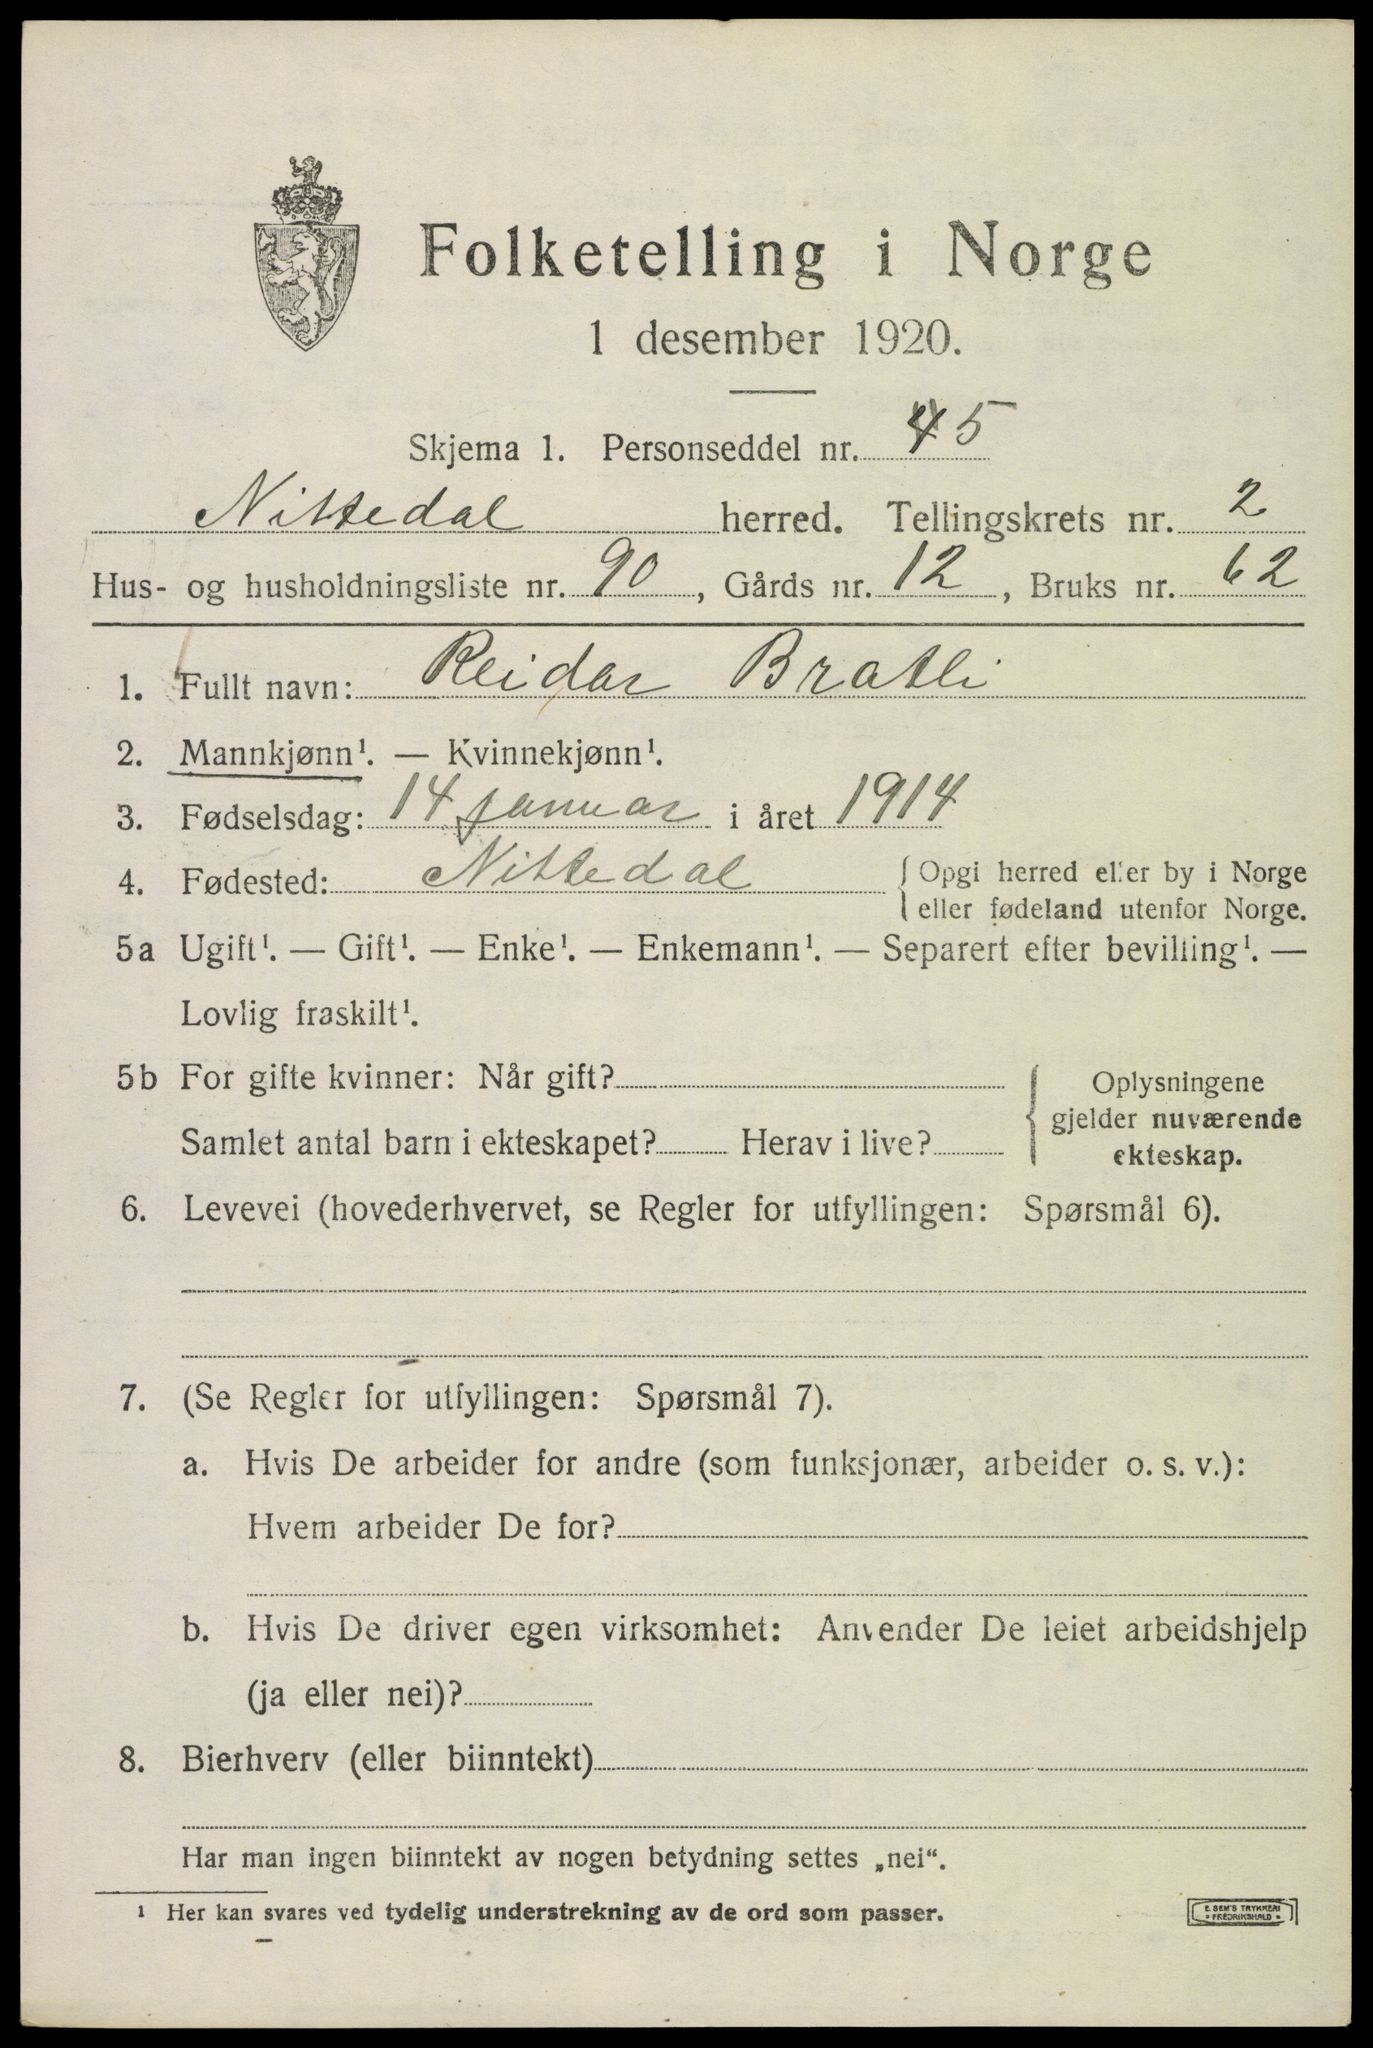 Folketelling i Norge
1 desember 1920.
Skjema 1. Personseddel nr. 45
Nittedal herred. Tellingskrets nr. 2
Hus- og husholdningsliste nr. 90, Gårds nr. 12, Bruks nr. 62
1. Fullt navn: Reidar Bratli
2. Mannkjønn¹. — Kvinnekjønn¹.
3. Fødselsdag: 14 januar i året 1914
4. Fødested: Nittedal { Opgi herred eller by i Norge
eller fødeland utenfor Norge.
5a Ugift¹. — Gift¹. — Enke¹. — Enkemann¹. — Separert efter bevilling¹. —
Lovlig fraskilt¹.
5b For gifte kvinner: Når gift?
Samlet antal barn i ekteskapet? Herav i live?
Oplysningene
gjelder nuværende
ekteskap.
6. Levevei (hovederhvervet, se Regler for utfyllingen: Spørsmål 6).
7. (Se Regler for utfyllingen: Spørsmål 7).
a. Hvis De arbeider for andre (som funksjonær, arbeider o. s. v.):
Hvem arbeider De for?
b. Hvis De driver egen virksomhet: Anvender De leiet arbeidshjelp
(ja eller nei)?
8. Bierhverv (eller biinntekt)
Har man ingen biinntekt av nogen betydning settes „nei“.
¹ Her kan svares ved tydelig understrekning av de ord som passer.
E. SEM'S TRYKKERI
• FREDRIKSHALD •